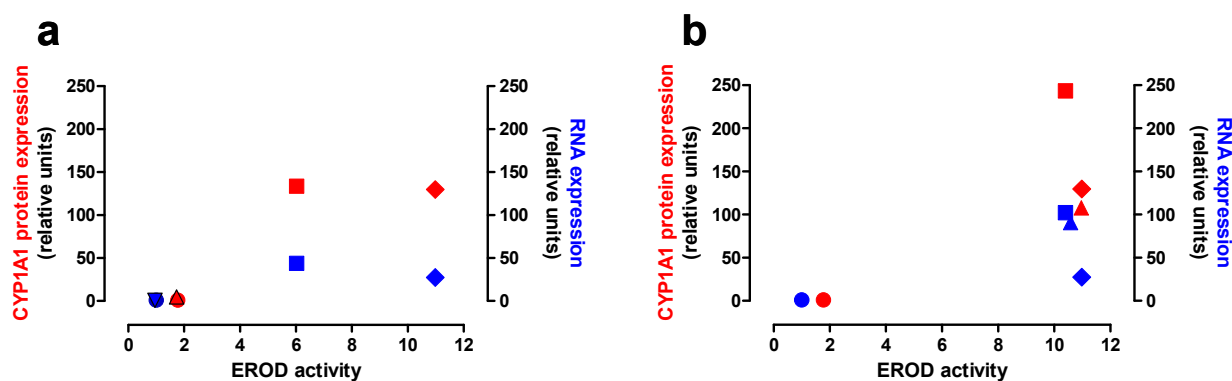 a
CYP1A1 protein expression
(relative units)
250
200
150
100
50
0
250
200
150
100
50
0
RNA expression
(relative units)
0 2 4 6 8 10 12
EROD activity
b
CYP1A1 protein expression
(relative units)
250
200
150
100
50
0
250
200
150
100
50
0
RNA expression
(relative units)
0 2 4 6 8 10 12
EROD activity